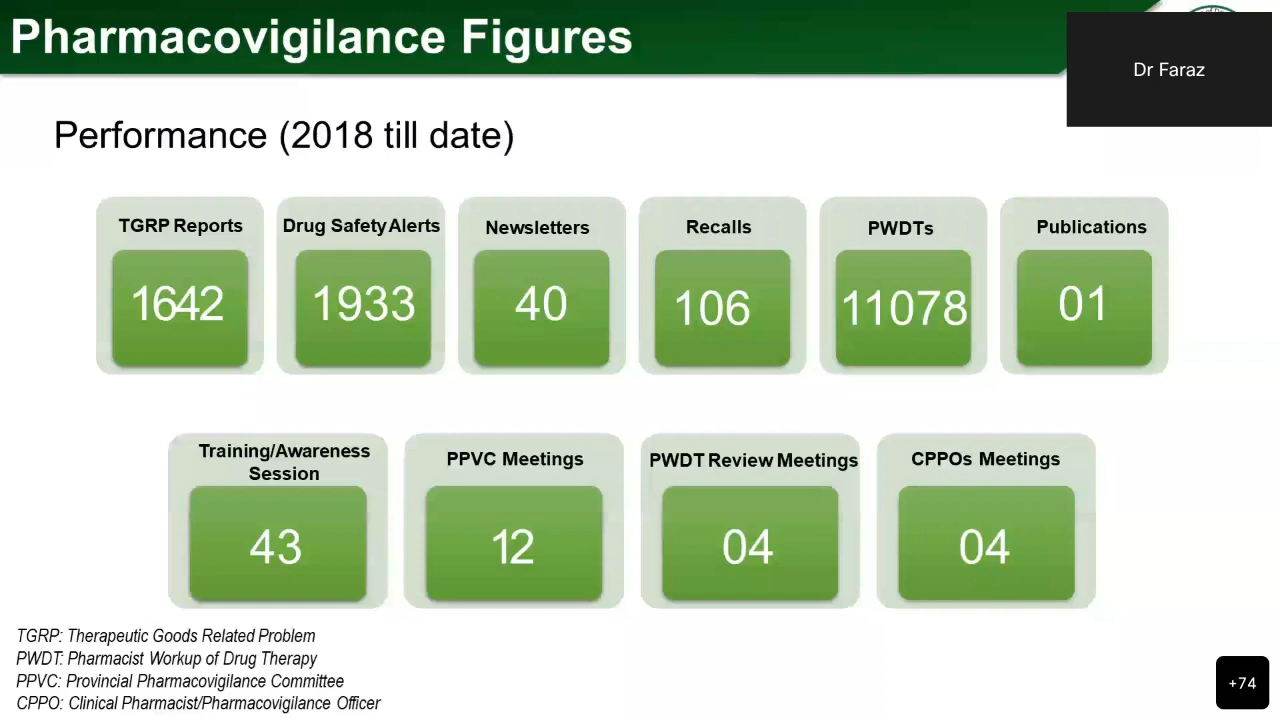 Pharmacovigilance Figures
Dr Faraz
Performance (2018 till date)
TGRP Reports
1642
Drug Safety Alerts
1933
Newsletters
40
Recalls
106
PWDTs
11078
Publications
01
Training/Awareness
Session
43
PPVC Meetings
12
PWDT Review Meetings
04
CPPOs Meetings
04
TGRP: Therapeutic Goods Related Problem
PWDT: Pharmacist Workup of Drug Therapy
PPVC: Provincial Pharmacovigilance Committee
CPPO: Clinical Pharmacist/Pharmacovigilance Officer
+74